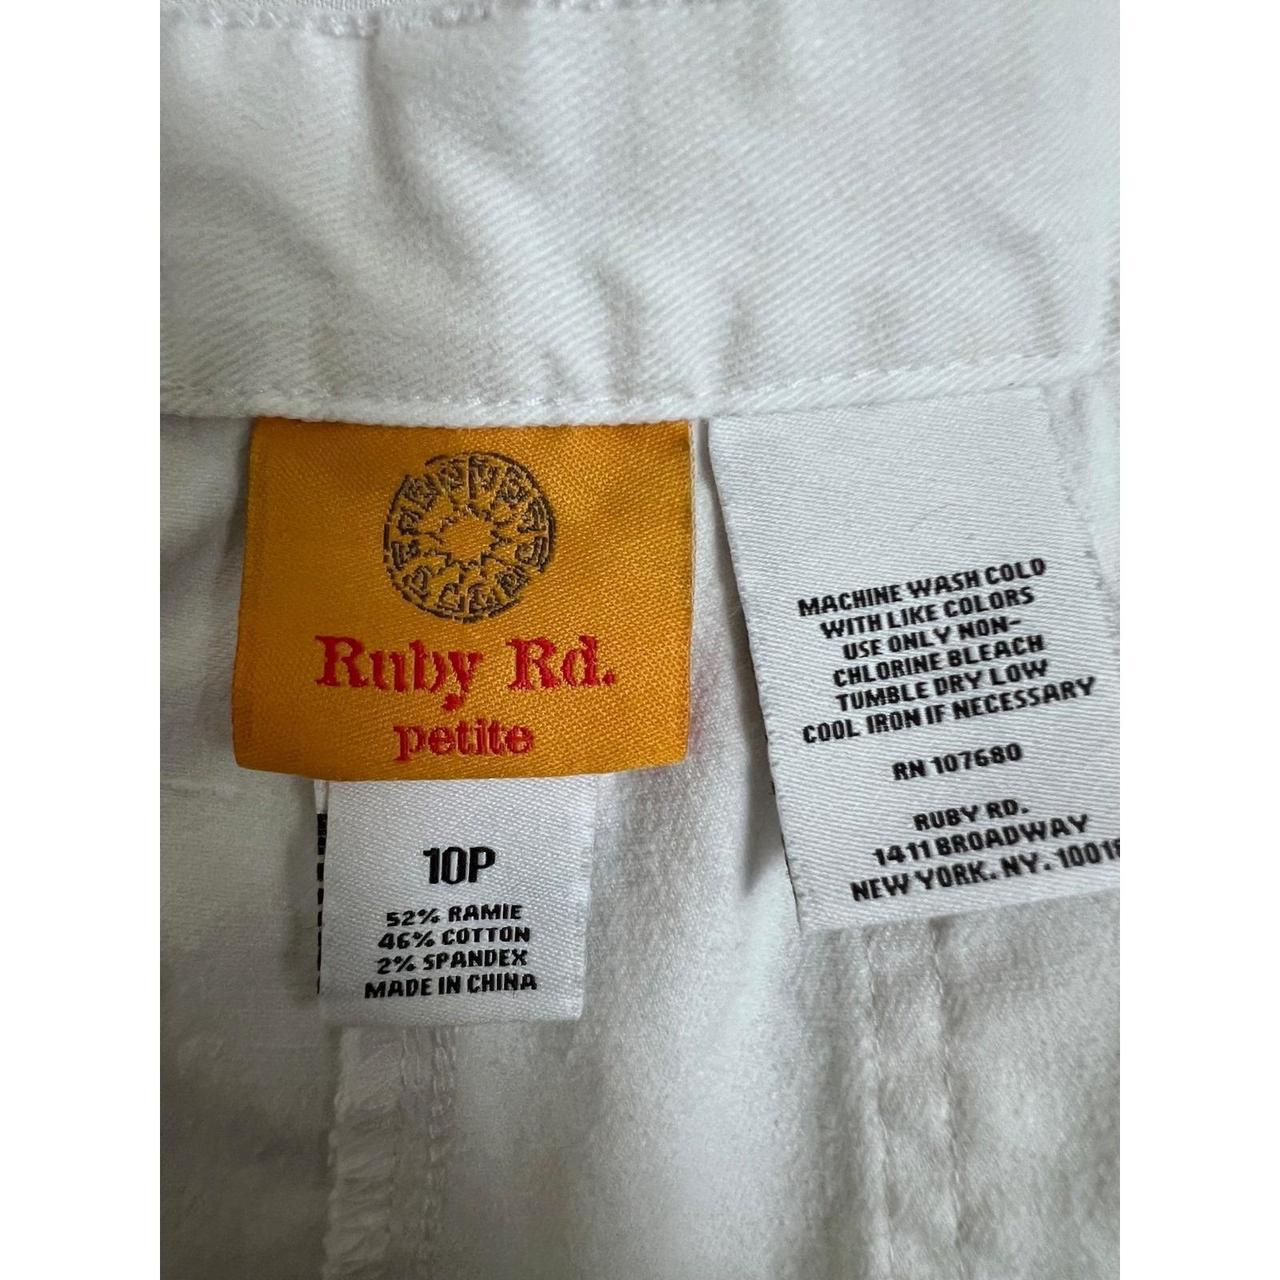 Ruby Rd.
petite
10P
52% RAMIE
46% COTTON
2% SPANDEX
MADE IN CHINA
MACHINE WASH COLD
WITH LIKE COLORS
USE ONLY NON-
CHLORINE BLEACH
TUMBLE DRY LOW
COOL IRON IF NECESSARY
RN 107680
RUBY RD.
1411 BROADWAY
NEW YORK, NY. 10018